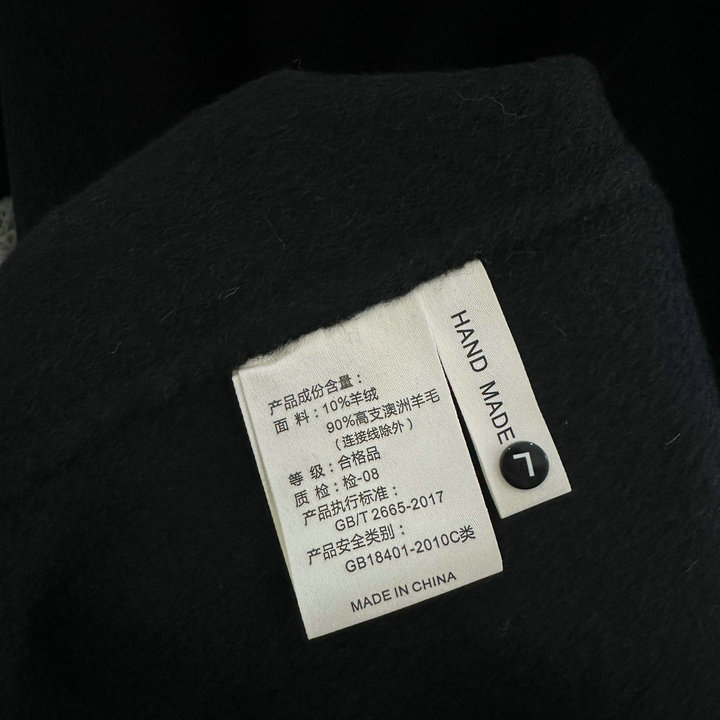 产品成份含量：
面 料：10%羊绒
90%高支澳洲羊毛
（连接线除外）
等 级：合格品
质 检：检-08
产品执行标准：
GB/T 2665-2017
产品安全类别：
GB18401-2010C类
MADE IN CHINA
HAND MADE
L